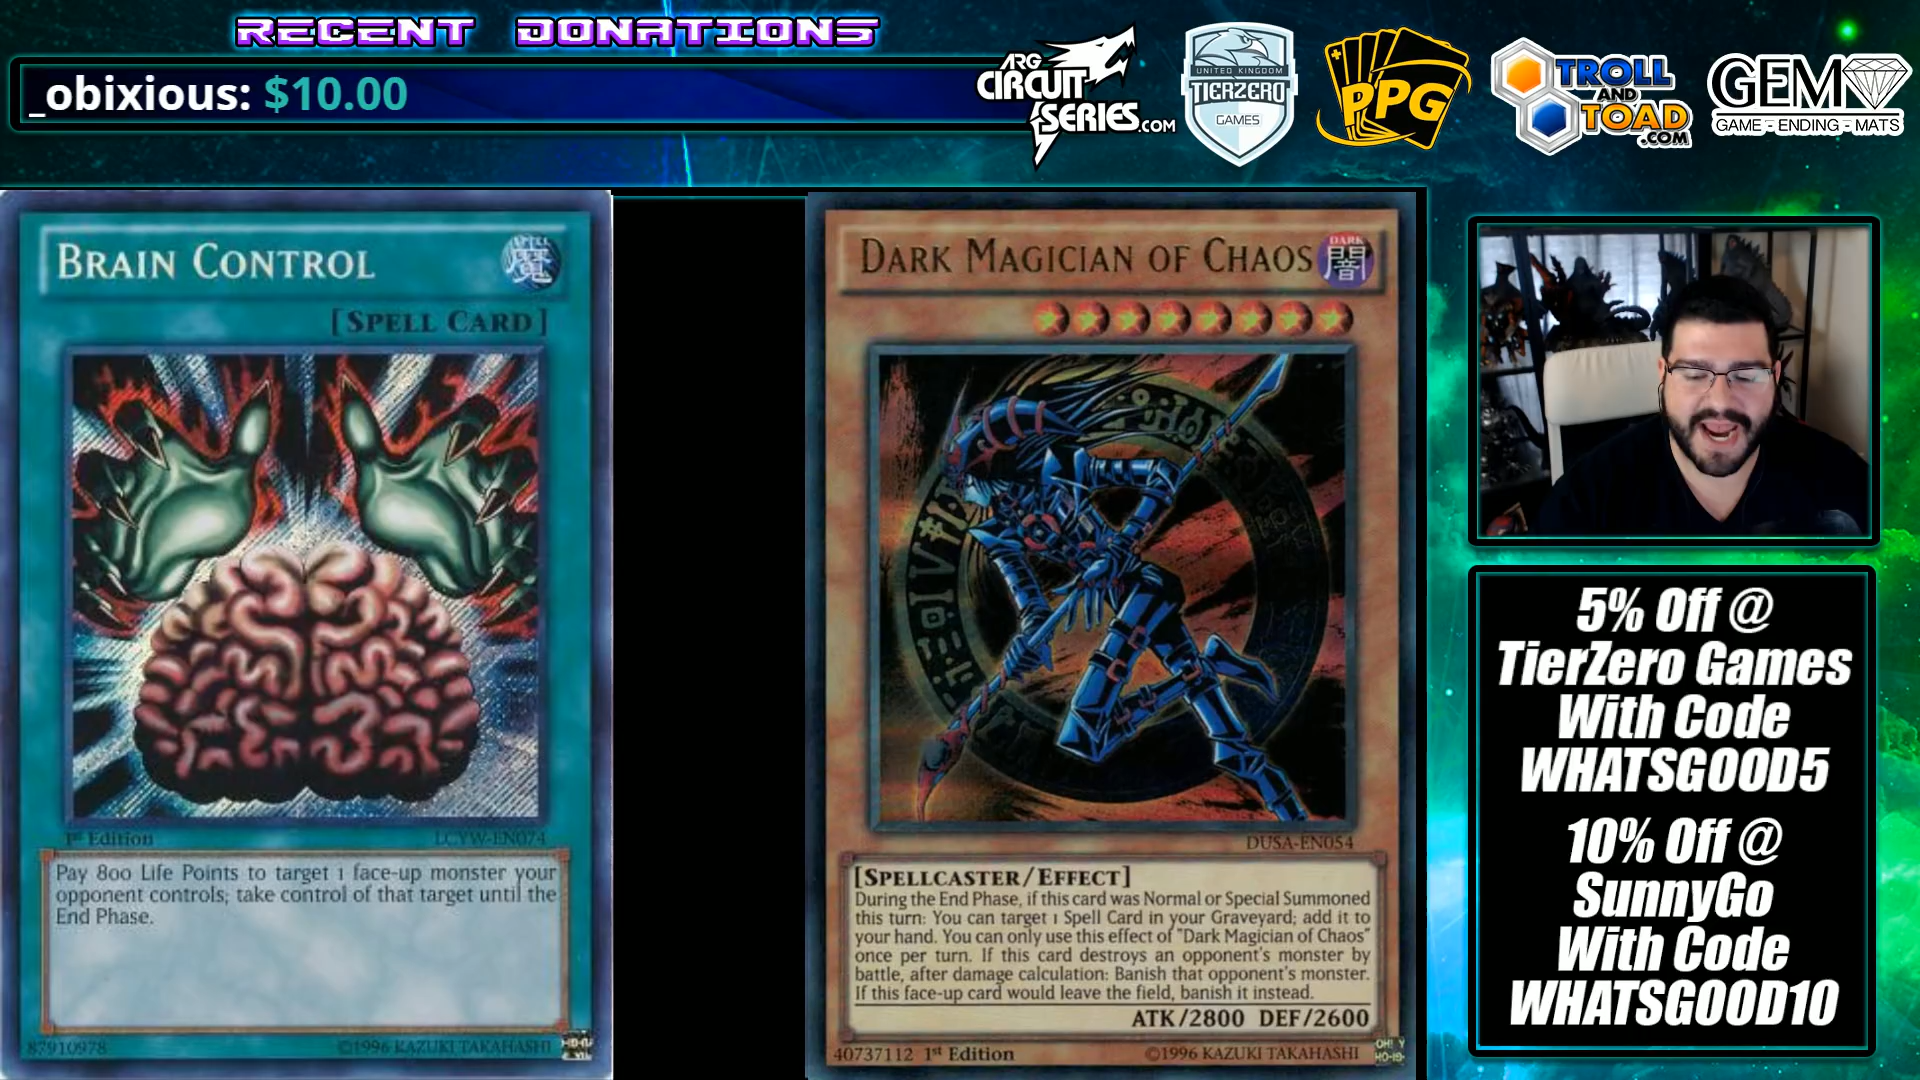 RECENT DONATIONS
_obixious: $10.00
ARG
CIRCUIT
SERIES.COM
UNITED KINGDOM
TIERZERO
GAMES
PPG
TROLL
AND
TOAD
.COM
GEM
GAME - ENDING - MATS
BRAIN CONTROL
[SPELL CARD]
1st Edition
LCYW-EN074
Pay 800 Life Points to target 1 face-up monster your
opponent controls; take control of that target until the
End Phase.
87910978
©1996 KAZUKI TAKAHASHI
DARK MAGICIAN OF CHAOS
DARK
闇
DUSA-EN054
[SPELLCASTER/EFFECT]
During the End Phase, if this card was Normal or Special Summoned
this turn: You can target 1 Spell Card in your Graveyard; add it to
your hand. You can only use this effect of "Dark Magician of Chaos"
once per turn. If this card destroys an opponent's monster by
battle, after damage calculation: Banish that opponent's monster.
If this face-up card would leave the field, banish it instead.
ATK/2800 DEF/2600
40737112 1st Edition
©1996 KAZUKI TAKAHASHI
5% Off @
TierZero Games
With Code
WHATSGOOD5
10% Off @
SunnyGo
With Code
WHATSGOOD10